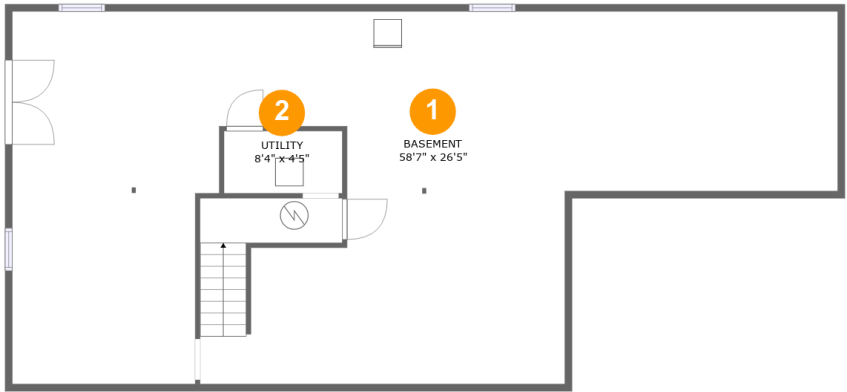 2
UTILITY
8'4" x 4'5"
1
BASEMENT
58'7" x 26'5"